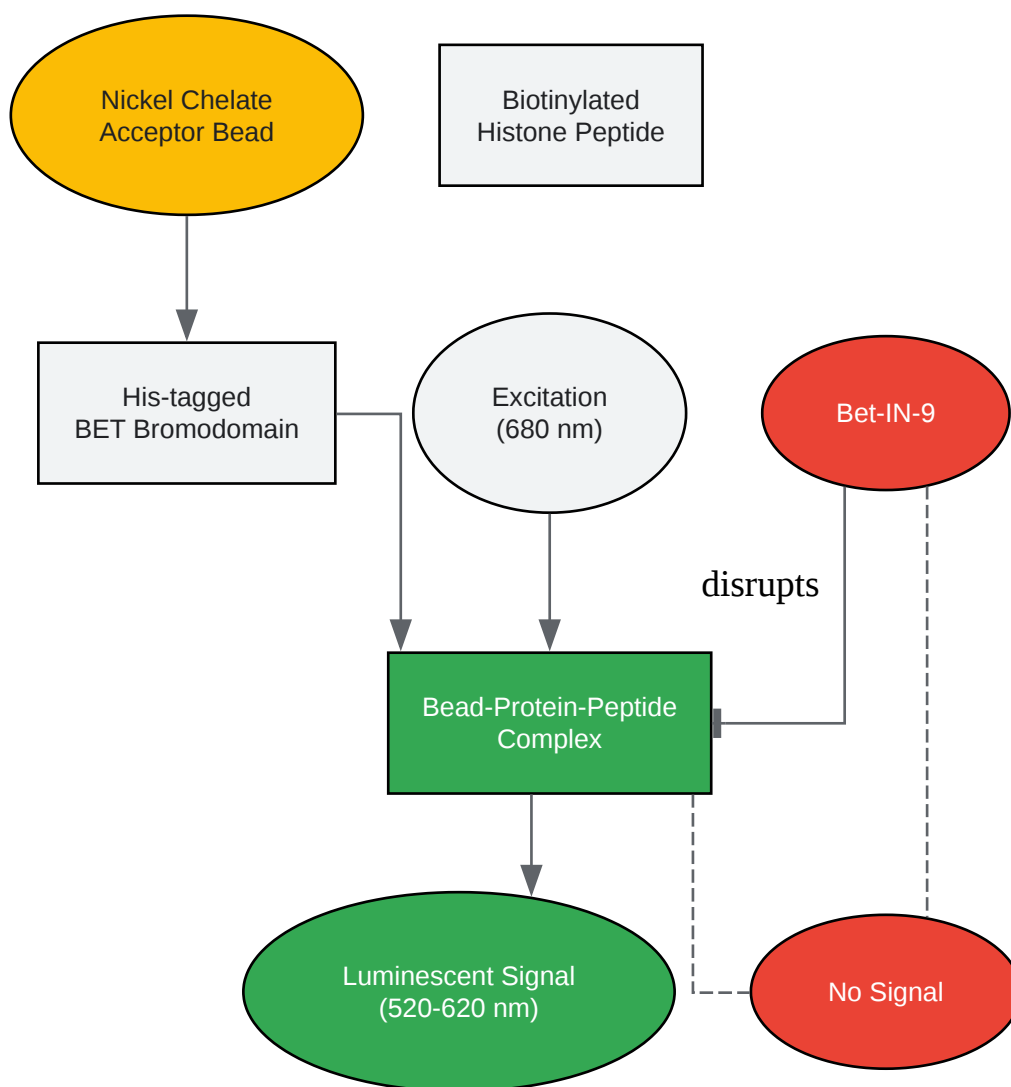 Nickel Chelate
Acceptor Bead
Biotinylated
Histone Peptide
His-tagged
BET Bromodomain
Excitation
(680 nm)
Bet-IN-9
disrupts
Bead-Protein-Peptide
Complex
Luminescent Signal
(520-620 nm)
No Signal